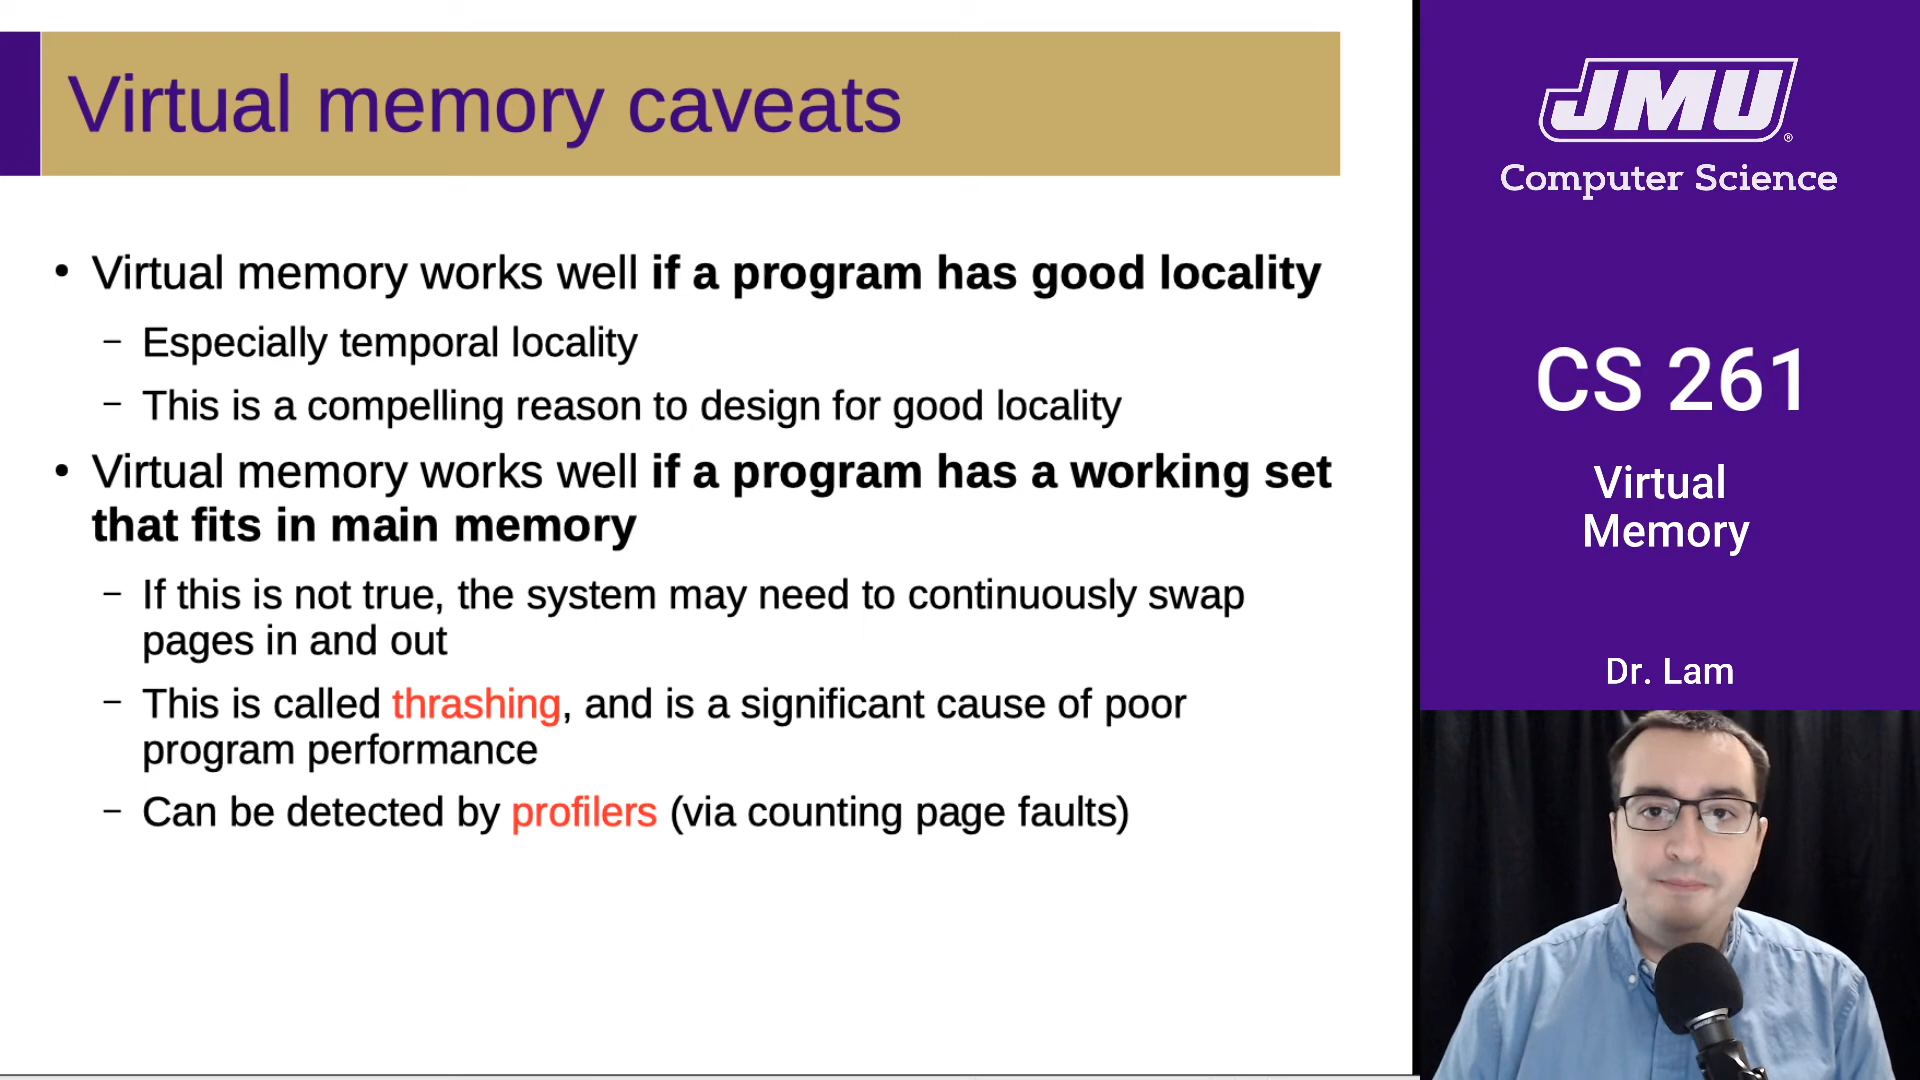 Virtual memory caveats
• Virtual memory works well if a program has good locality
– Especially temporal locality
– This is a compelling reason to design for good locality
• Virtual memory works well if a program has a working set
that fits in main memory
– If this is not true, the system may need to continuously swap
pages in and out
– This is called thrashing, and is a significant cause of poor
program performance
– Can be detected by profilers (via counting page faults)
JMU®
Computer Science
CS 261
Virtual
Memory
Dr. Lam